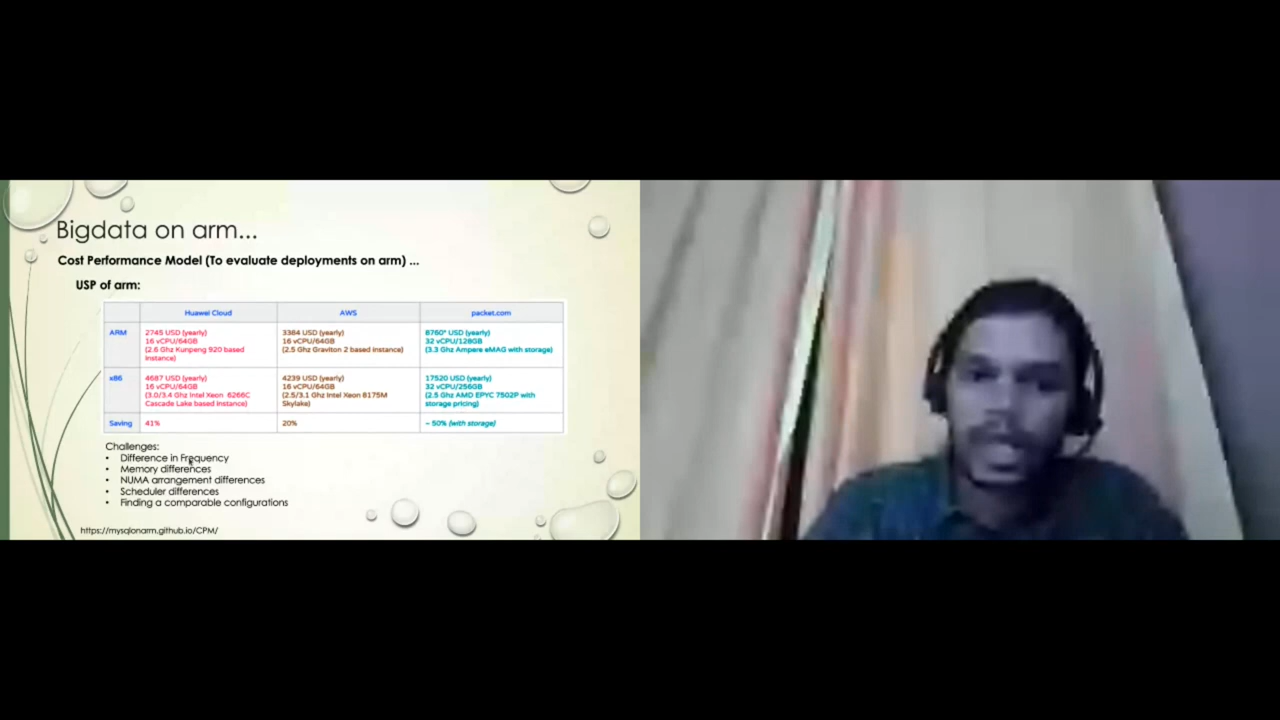 Bigdata on arm...
Cost Performance Model (To evaluate deployments on arm) ...
USP of arm:
Huawei Cloud AWS packet.com
ARM
2745 USD (yearly)
16 vCPU/64GB
(2.6 Ghz Kunpeng 920 based
instance)
3384 USD (yearly)
16 vCPU/64GB
(2.5 Ghz Graviton 2 based instance)
8760* USD (yearly)
32 vCPU/128GB
(3.3 Ghz Ampere eMAG with storage)
x86
4687 USD (yearly)
16 vCPU/64GB
(3.0/3.4 Ghz Intel Xeon 6266C
Cascade Lake based instance)
4239 USD (yearly)
16 vCPU/64GB
(2.5/3.1 Ghz Intel Xeon 8175M
Skylake)
17520 USD (yearly)
32 vCPU/256GB
(2.5 Ghz AMD EPYC 7502P with
storage pricing)
Saving 41% 20% ~ 50% (with storage)
Challenges:
• Difference in Frequency
• Memory differences
• NUMA arrangement differences
• Scheduler differences
• Finding a comparable configurations
https://mysqlonarm.github.io/CPM/